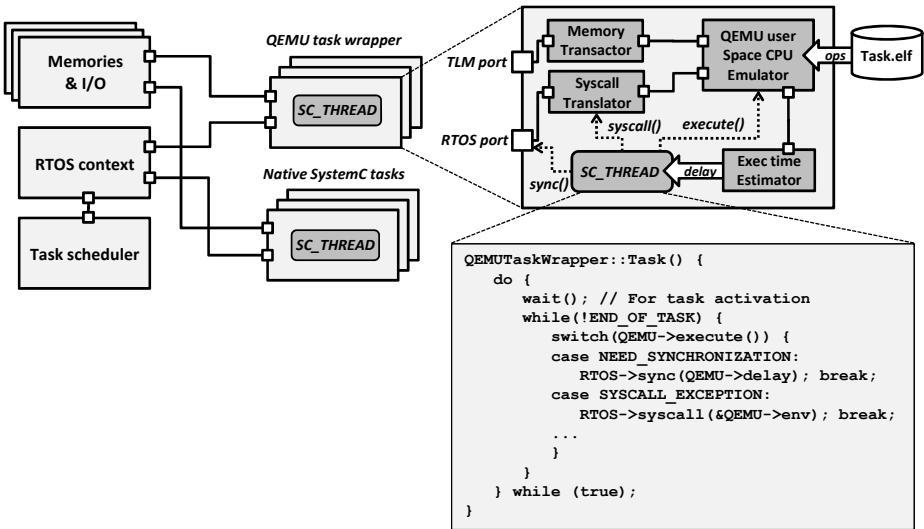 Memories
& I/O
RTOS context
Task scheduler
QEMU task wrapper
SC_THREAD
Native SystemC tasks
SC_THREAD
TLM port
RTOS port
Memory
Transactor
Syscall
Translator
QEMU user
Space CPU
Emulator
ops
Task.elf
syscall()
execute()
sync()
SC_THREAD
delay
Exec time
Estimator
QEMUTaskWrapper::Task() {
do {
wait(); // For task activation
while(!END_OF_TASK) {
switch(QEMU->execute()) {
case NEED_SYNCHRONIZATION:
RTOS->sync(QEMU->delay); break;
case SYSCALL_EXCEPTION:
RTOS->syscall(&QEMU->env); break;
...
}
}
} while (true);
}